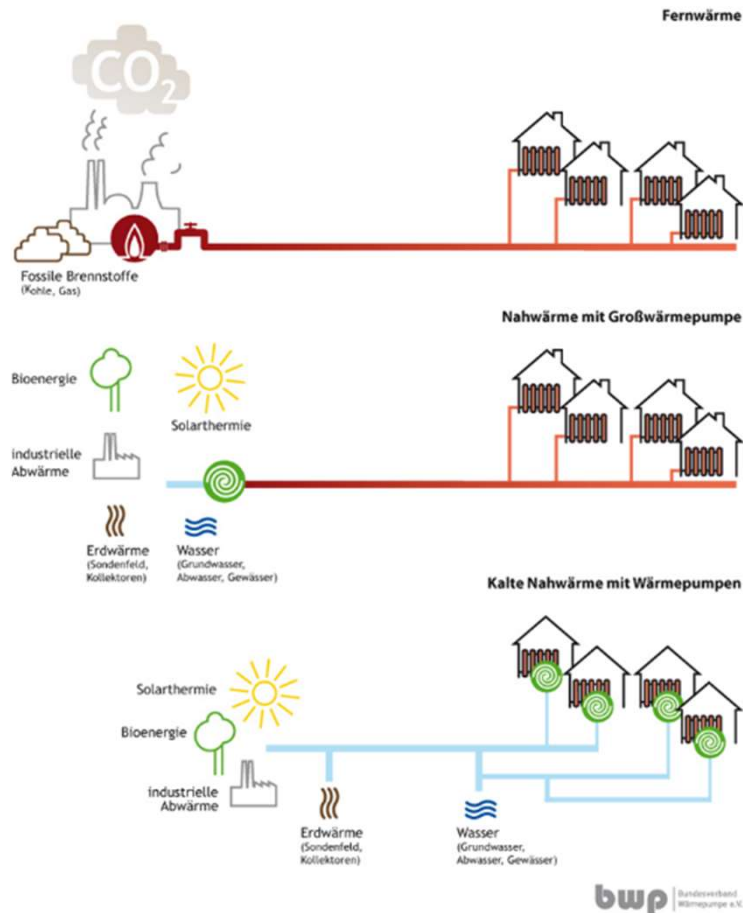 Fernwärme
CO₂
Fossile Brennstoffe
(Kohle, Gas)
Nahwärme mit Großwärmepumpe
Bioenergie
Solarthermie
industrielle
Abwärme
Erdwärme
(Sondenfeld,
Kollektoren)
Wasser
(Grundwasser,
Abwasser, Gewässer)
Kalte Nahwärme mit Wärmepumpen
Solarthermie
Bioenergie
industrielle
Abwärme
Erdwärme
(Sondenfeld,
Kollektoren)
Wasser
(Grundwasser,
Abwasser, Gewässer)
bwp
Bundesverband
Wärmepumpe e.V.